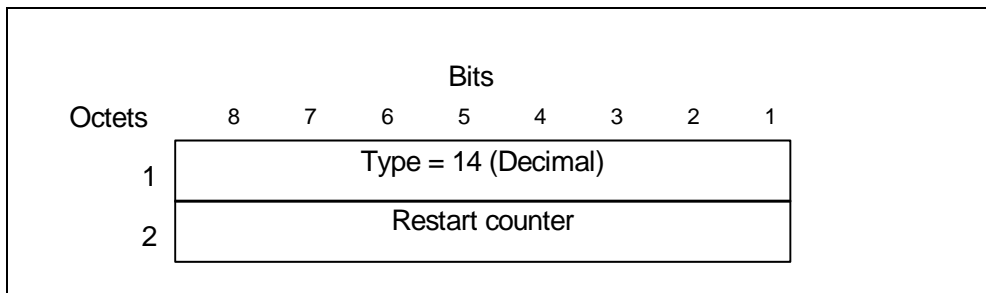 Bits
Octets 8 7 6 5 4 3 2 1
1 Type = 14 (Decimal)
2 Restart counter